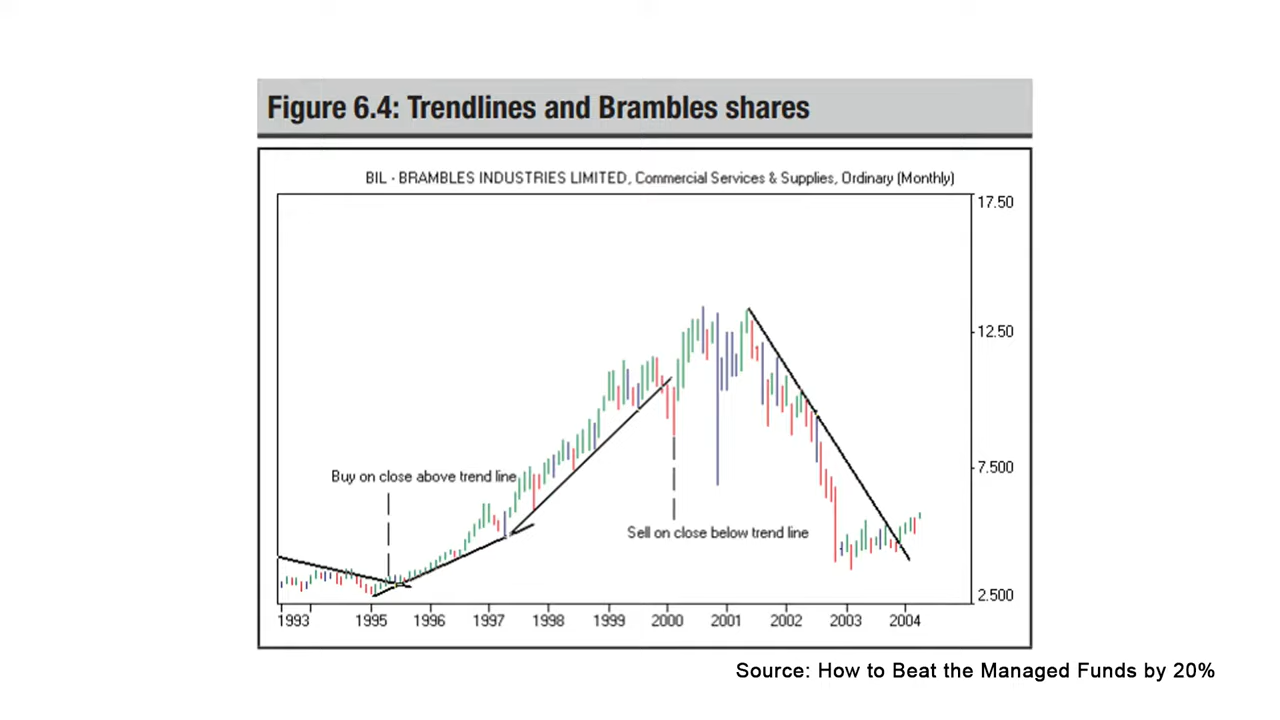 Figure 6.4: Trendlines and Brambles shares
BIL - BRAMBLES INDUSTRIES LIMITED, Commercial Services & Supplies, Ordinary (Monthly)
17.50
12.50
Buy on close above trend line
7.500
Sell on close below trend line
2.500
1993 1995 1996 1997 1998 1999 2000 2001 2002 2003 2004
Source: How to Beat the Managed Funds by 20%